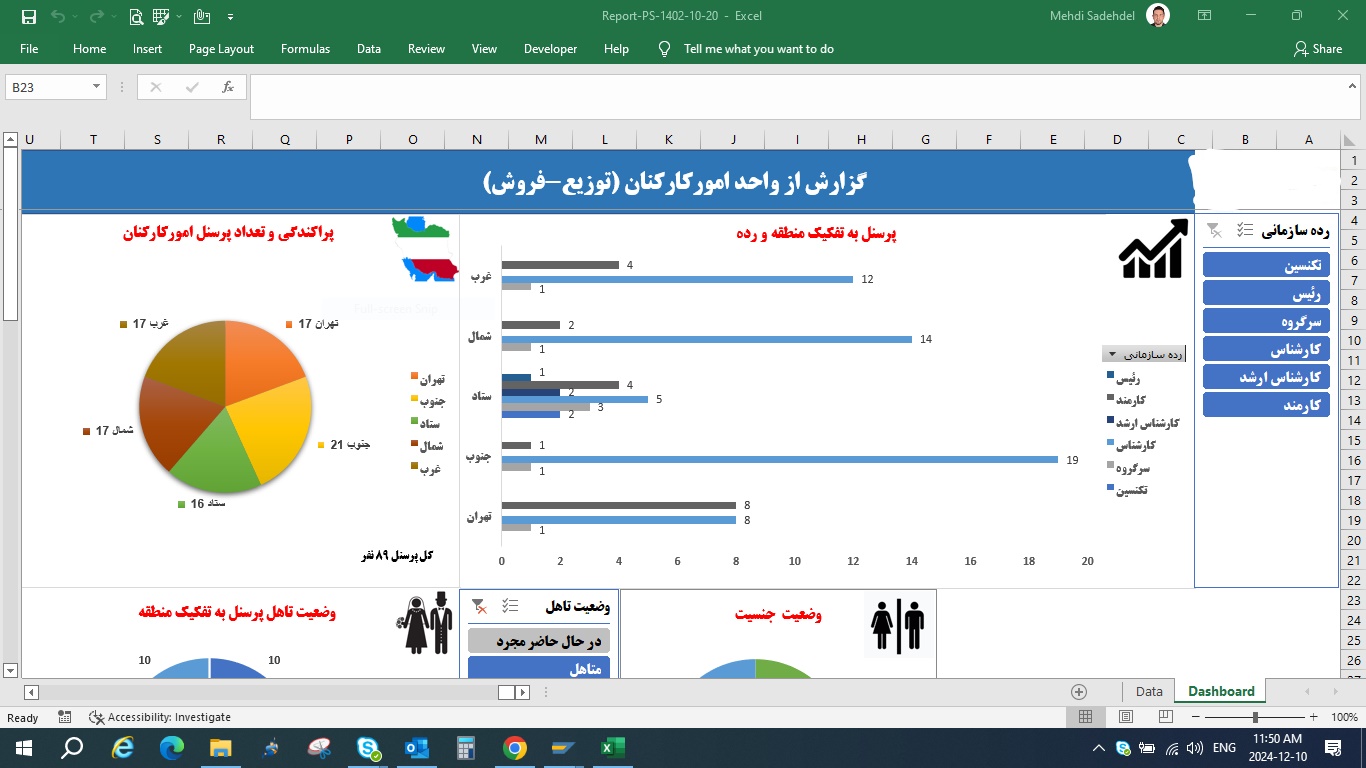 Report-PS-1402-10-20 - Excel
Mehdi Sadehdel
File Home Insert Page Layout Formulas Data Review View Developer Help Tell me what you want to do Share
B23
fx
U T S R Q P O N M L K J I H G F E D C B A
1
2
3
4
5
6
7
8
9
10
11
12
13
14
15
16
17
18
19
20
21
22
23
24
25
26
گزارش از واحد امورکارکنان (توزیع-فروش)
رده سازمانی
تکنسین
رئیس
سرگروه
کارشناس
کارشناس ارشد
کارمند
پرسنل به تفکیک منطقه و رده
غرب
4
12
1
شمال
2
14
1
ستاد
1
4
2
5
3
2
جنوب
1
19
1
تهران
8
8
1
0 2 4 6 8 10 12 14 16 18 20
رده سازمانی
رئیس
کارمند
کارشناس ارشد
کارشناس
سرگروه
تکنسین
پراکندگی و تعداد پرسنل امورکارکنان
تهران 17
غرب 17
جنوب 21
شمال 17
ستاد 16
تهران
جنوب
ستاد
شمال
غرب
کل پرسنل ۸۹ نفر
وضعیت جنسیت
وضعیت تاهل
در حال حاضر مجرد
متاهل
وضعیت تاهل پرسنل به تفکیک منطقه
10 10
Data Dashboard
Ready Accessibility: Investigate 100%
ENG
11:50 AM
2024-12-10